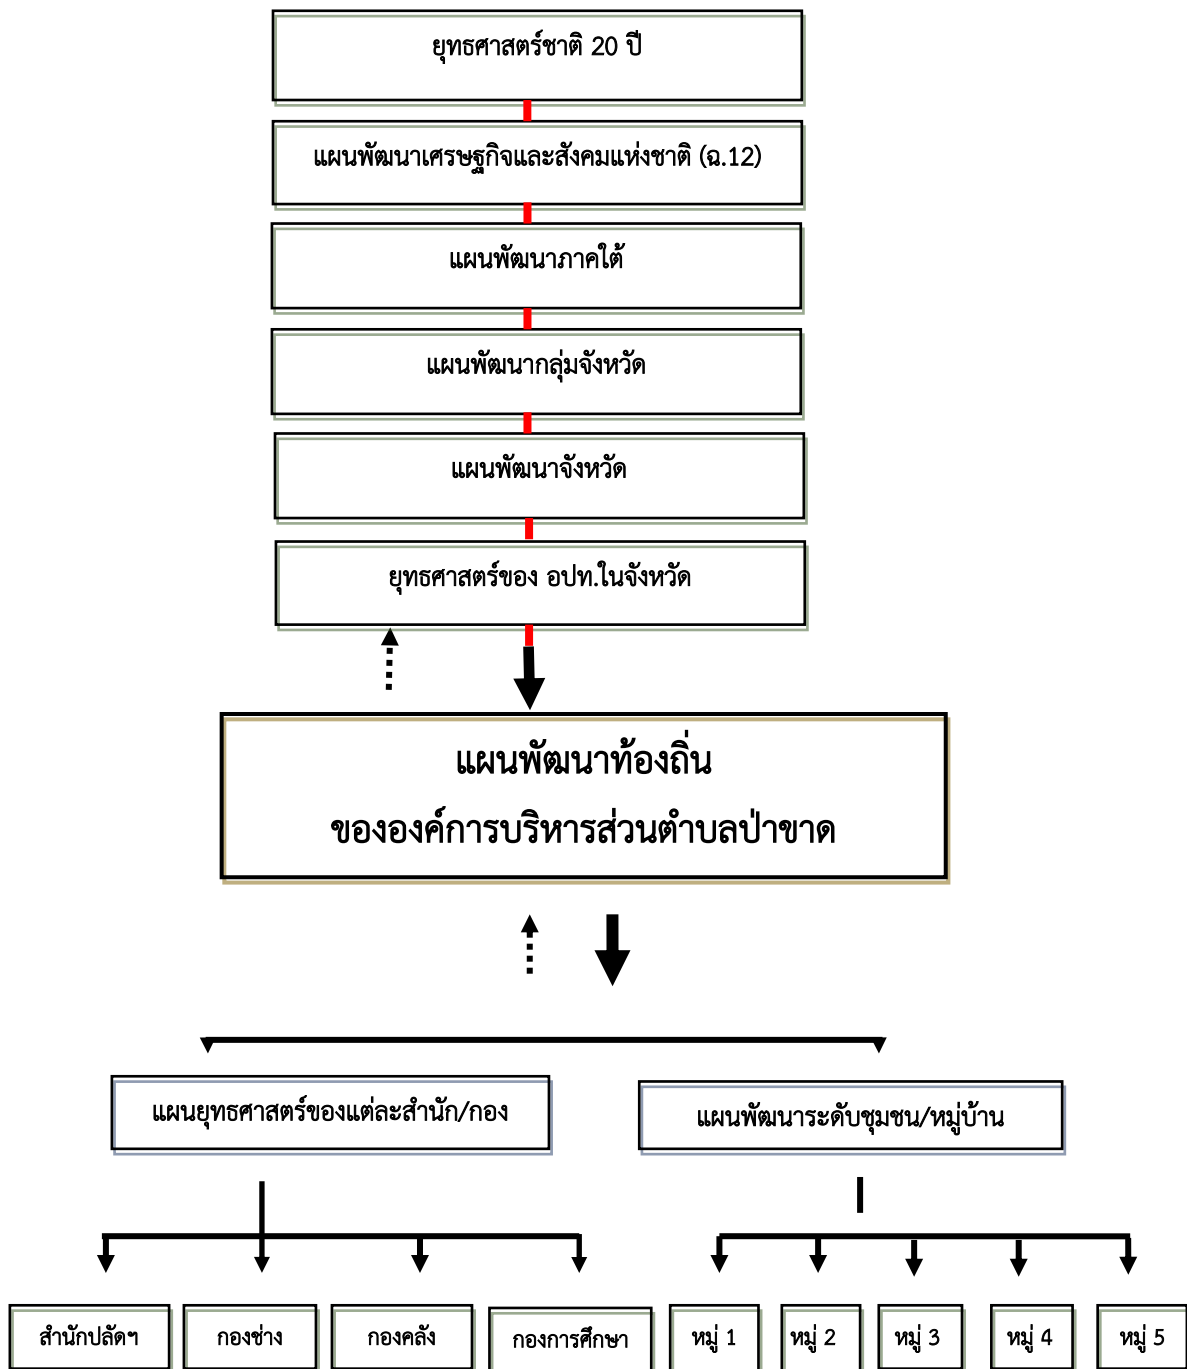 ยุทธศาสตร์ชาติ 20 ปี
แผนพัฒนาเศรษฐกิจและสังคมแห่งชาติ (ฉ.12)
แผนพัฒนาภาคใต้
แผนพัฒนากลุ่มจังหวัด
แผนพัฒนาจังหวัด
ยุทธศาสตร์ของ อปท.ในจังหวัด
แผนพัฒนาท้องถิ่น
ขององค์การบริหารส่วนตำบลป่าขาด
แผนยุทธศาสตร์ของแต่ละสำนัก/กอง
แผนพัฒนาระดับชุมชน/หมู่บ้าน
สำนักปลัดฯ
กองช่าง
กองคลัง
กองการศึกษา
หมู่ 1
หมู่ 2
หมู่ 3
หมู่ 4
หมู่ 5